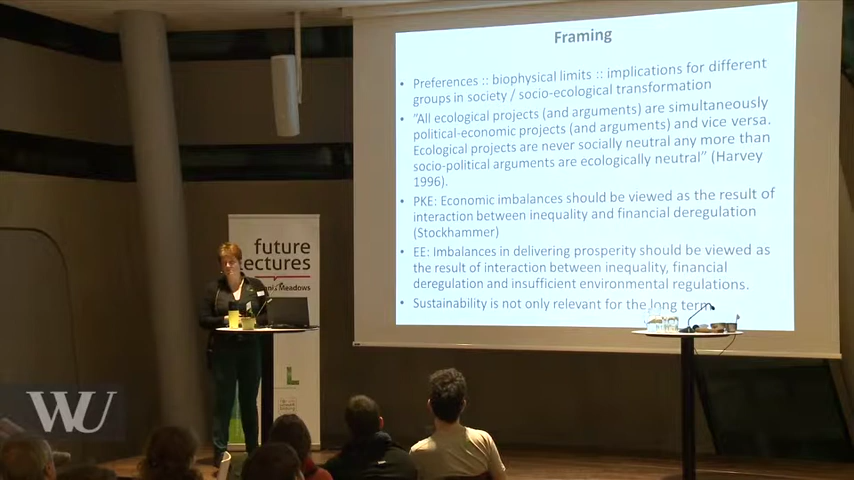 Framing
• Preferences :: biophysical limits :: implications for different
groups in society / socio-ecological transformation
• "All ecological projects (and arguments) are simultaneously
political-economic projects (and arguments) and vice versa.
Ecological projects are never socially neutral any more than
socio-political arguments are ecologically neutral" (Harvey
1996).
• PKE: Economic imbalances should be viewed as the result of
interaction between inequality and financial deregulation
(Stockhammer)
• EE: Imbalances in delivering prosperity should be viewed as
the result of interaction between inequality, financial
deregulation and insufficient environmental regulations.
• Sustainability is not only relevant for the long term
future
lectures
Meadows
WU